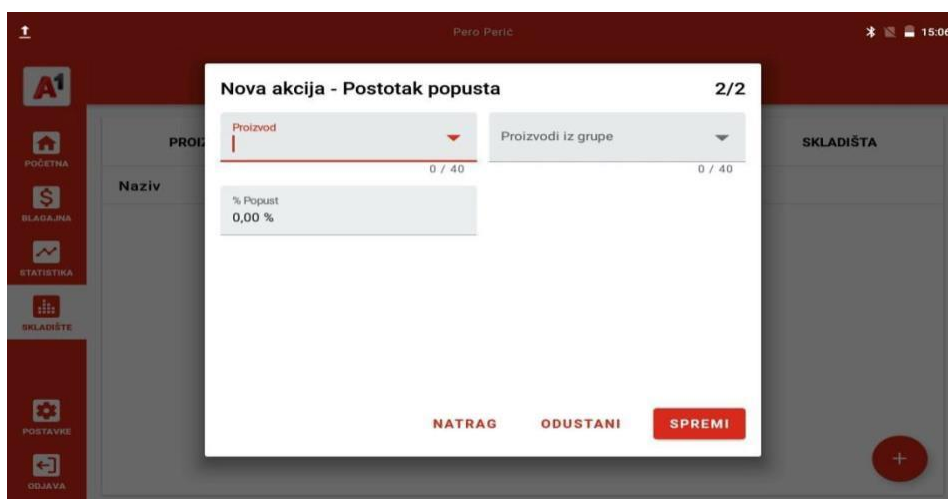 Pero Perić
15:06
A1
Nova akcija - Postotak popusta 2/2
Proizvod
Proizvodi iz grupe
0 / 40
0 / 40
% Popust
0,00 %
NATRAG ODUSTANI SPREMI
PROIZ
SKLADIŠTA
Naziv
POČETNA
BLAGAJNA
STATISTIKA
SKLADIŠTE
POSTAVKE
ODJAVA